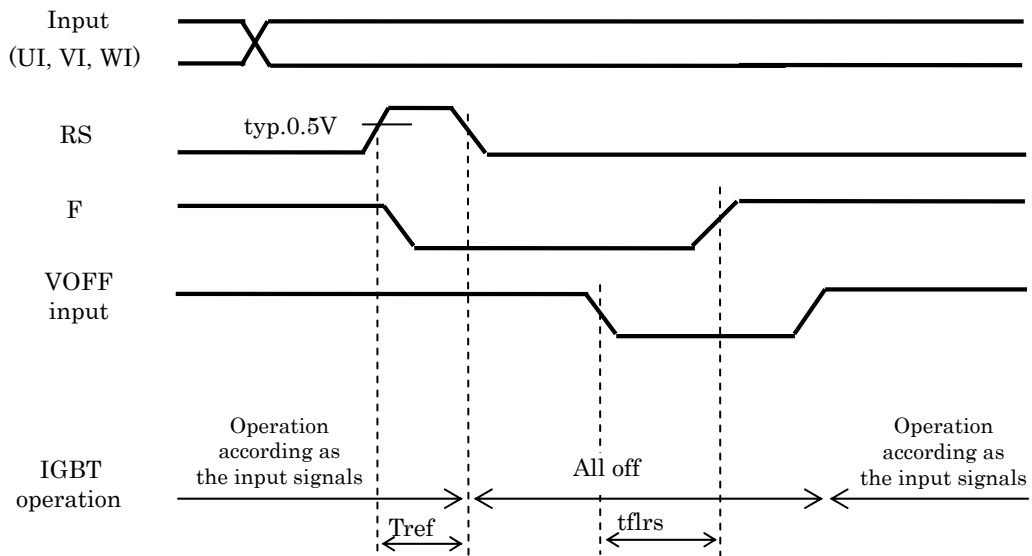 Input
(UI, VI, WI)
typ.0.5V
RS
F
VOFF
input
Operation
according as
the input signals
All off
Operation
according as
the input signals
IGBT
operation
Tref
tflrs